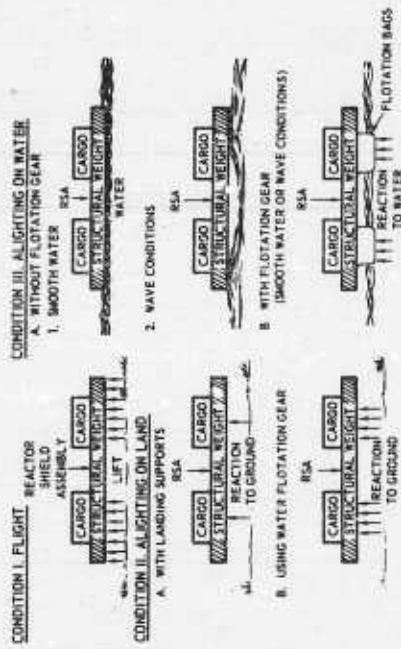 CONDITION I. FLIGHT
REACTOR
SHIELD
ASSEMBLY
CARGO
CARGO
STRUCTURAL WEIGHT
LIFT
CONDITION II. ALIGHTING ON LAND
A. WITH LANDING SUPPORTS
RSA
CARGO
CARGO
STRUCTURAL WEIGHT
REACTION
TO GROUND
B. USING WATER FLOTATION GEAR
RSA
CARGO
CARGO
STRUCTURAL WEIGHT
REACTION
TO GROUND
CONDITION III. ALIGHTING ON WATER
A. WITHOUT FLOTATION GEAR
1. SMOOTH WATER
RSA
CARGO
CARGO
STRUCTURAL WEIGHT
WATER
2. WAVE CONDITIONS
RSA
CARGO
CARGO
STRUCTURAL WEIGHT
B. WITH FLOTATION GEAR
(SMOOTH WATER OR WAVE CONDITIONS)
RSA
CARGO
CARGO
STRUCTURAL WEIGHT
FLOTATION BAGS
REACTION
TO WATER